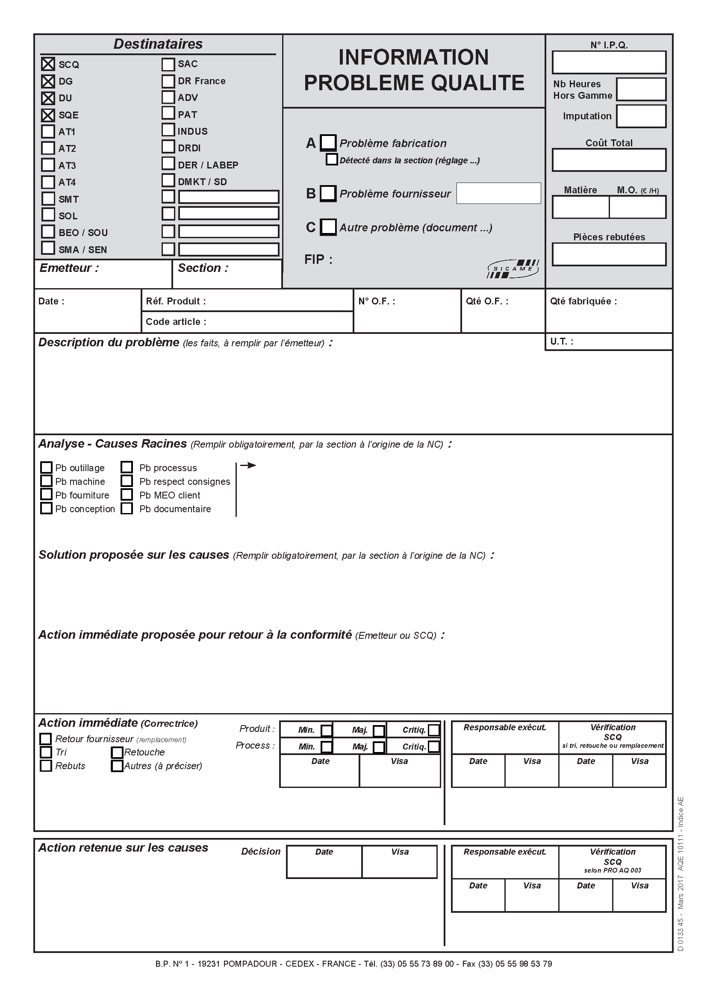 Destinataires
SCQ
DG
DU
SQE
AT1
AT2
AT3
AT4
SMT
SOL
BEO / SOU
SMA / SEN
SAC
DR France
ADV
PAT
INDUS
DRDI
DER / LABEP
DMKT / SD
Emetteur :
Section :
INFORMATION
PROBLEME QUALITE
A Problème fabrication
Détecté dans la section (réglage ...)
B Problème fournisseur
C Autre problème (document ...)
FIP :
SICAME
N° I.P.Q.
Nb Heures
Hors Gamme
Imputation
Coût Total
Matière M.O. (€ /H)
Pièces rebutées
Date :
Réf. Produit :
Code article :
N° O.F. :
Qté O.F. :
Qté fabriquée :
Description du problème (les faits, à remplir par l’émetteur) :
U.T. :
Analyse - Causes Racines (Remplir obligatoirement, par la section à l’origine de la NC) :
Pb outillage Pb processus
Pb machine Pb respect consignes
Pb fourniture Pb MEO client
Pb conception Pb documentaire
Solution proposée sur les causes (Remplir obligatoirement, par la section à l’origine de la NC) :
Action immédiate proposée pour retour à la conformité (Emetteur ou SCQ) :
Action immédiate (Correctrice)
Retour fournisseur (remplacement)
Tri Retouche
Rebuts Autres (à préciser)
Produit : Min. Maj. Critiq.
Process : Min. Maj. Critiq.
Date Visa
Responsable exécut.
Vérification
SCQ
si tri, retouche ou remplacement
Date Visa Date Visa
Action retenue sur les causes
Décision
Date Visa
Responsable exécut.
Vérification
SCQ
selon PRO AQ 003
Date Visa Date Visa
D 0133 45 - Mars 2017 AQE 10111 - Indice AE
B.P. Nº 1 - 19231 POMPADOUR - CEDEX - FRANCE - Tél. (33) 05 55 73 89 00 - Fax (33) 05 55 98 53 79